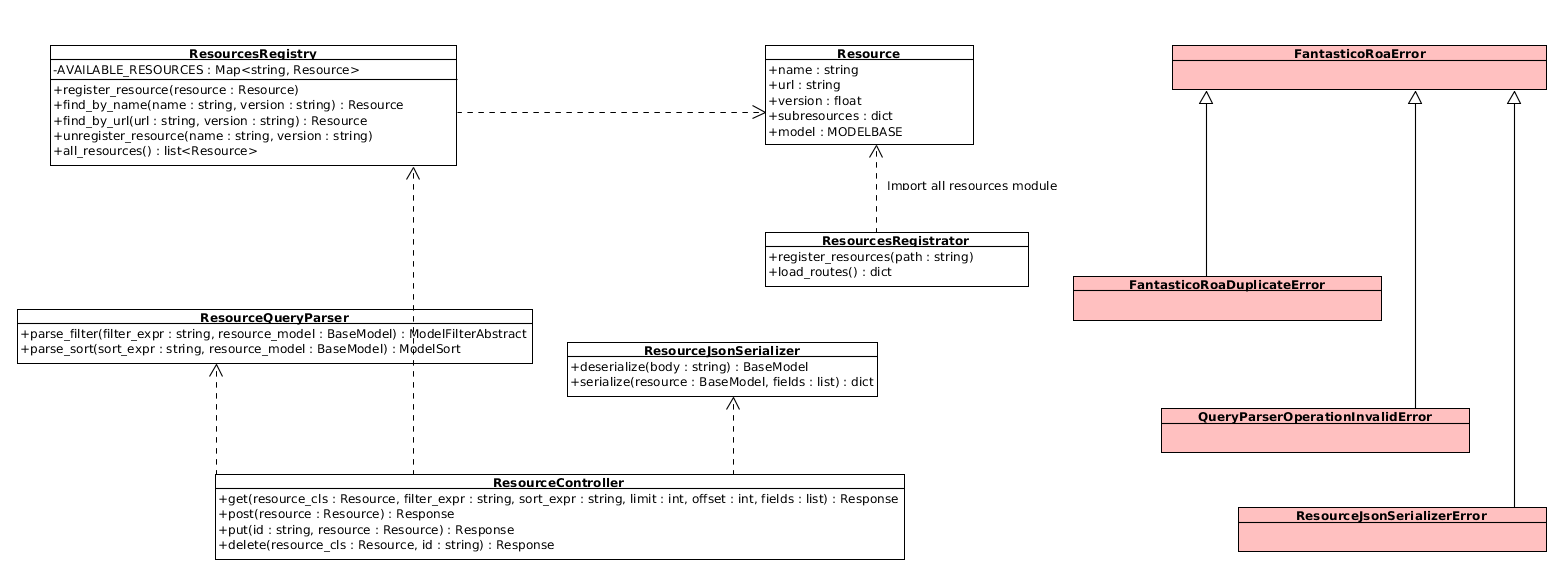 ResourcesRegistry
-AVAILABLE_RESOURCES : Map<string, Resource>
+register_resource(resource : Resource)
+find_by_name(name : string, version : string) : Resource
+find_by_url(url : string, version : string) : Resource
+unregister_resource(name : string, version : string)
+all_resources() : list<Resource>
Resource
+name : string
+url : string
+version : float
+subresources : dict
+model : MODELBASE
FantasticoRoaError
Import all resources module
ResourcesRegistrator
+register_resources(path : string)
+load_routes() : dict
FantasticoRoaDuplicateError
ResourceQueryParser
+parse_filter(filter_expr : string, resource_model : BaseModel) : ModelFilterAbstract
+parse_sort(sort_expr : string, resource_model : BaseModel) : ModelSort
ResourceJsonSerializer
+deserialize(body : string) : BaseModel
+serialize(resource : BaseModel, fields : list) : dict
QueryParserOperationInvalidError
ResourceController
+get(resource_cls : Resource, filter_expr : string, sort_expr : string, limit : int, offset : int, fields : list) : Response
+post(resource : Resource) : Response
+put(id : string, resource : Resource) : Response
+delete(resource_cls : Resource, id : string) : Response
ResourceJsonSerializerError